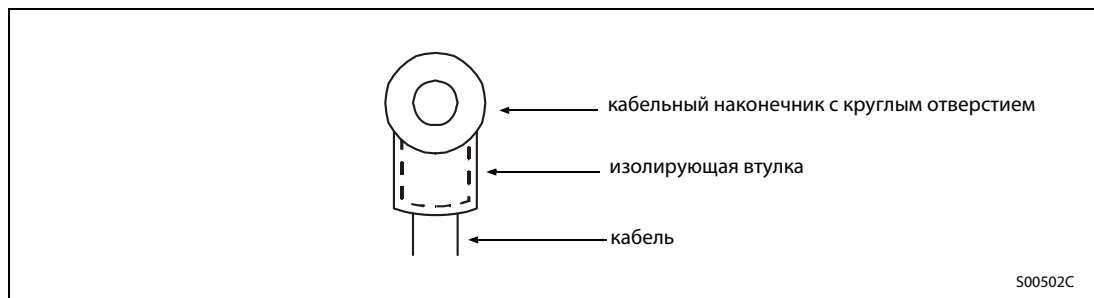 кабельный наконечник с круглым отверстием
изолирующая втулка
кабель
S00502C